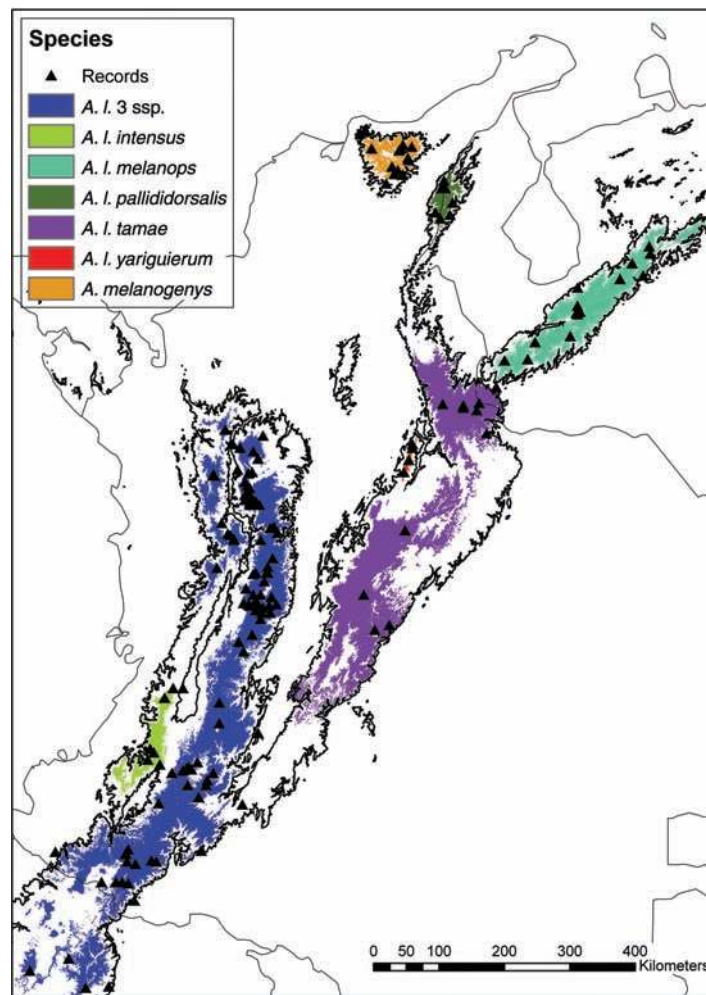 Species
Records
A. l. 3 ssp.
A. l. intensus
A. l. melanops
A. l. pallididorsalis
A. l. tamae
A. l. yariguierum
A. melanogenys
0 50 100 200 300 400
Kilometers